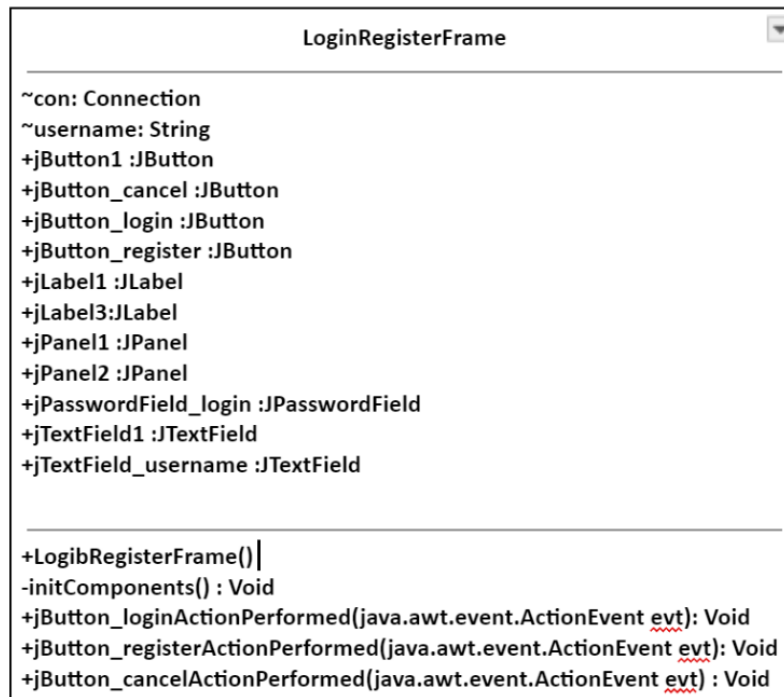 LoginRegisterFrame
~con: Connection
~username: String
+jButton1 :JButton
+jButton_cancel :JButton
+jButton_login :JButton
+jButton_register :JButton
+jLabel1 :JLabel
+jLabel3:JLabel
+jPanel1 :JPanel
+jPanel2 :JPanel
+jPasswordField_login :JPasswordField
+jTextField1 :JTextField
+jTextField_username :JTextField
+LogibRegisterFrame()
-initComponents() : Void
+jButton_loginActionPerformed(java.awt.event.ActionEvent evt): Void
+jButton_registerActionPerformed(java.awt.event.ActionEvent evt): Void
+jButton_cancelActionPerformed(java.awt.event.ActionEvent evt) : Void